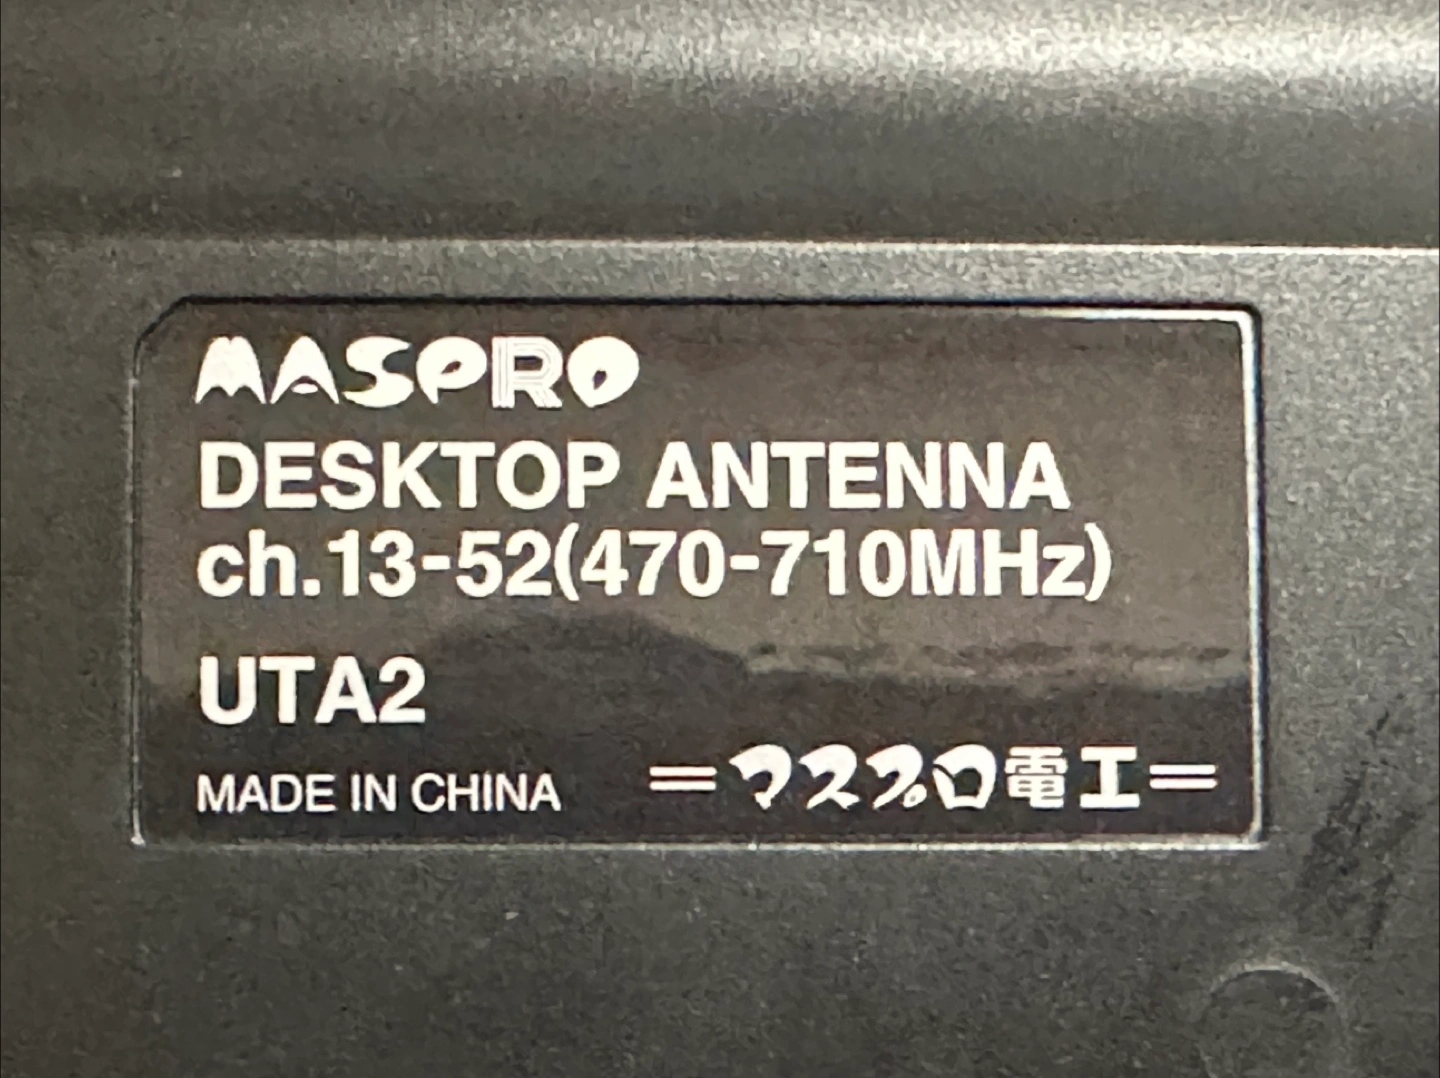 MASPRO
DESKTOP ANTENNA
ch.13-52(470-710MHz)
UTA2
MADE IN CHINA
=マスプロ電工=